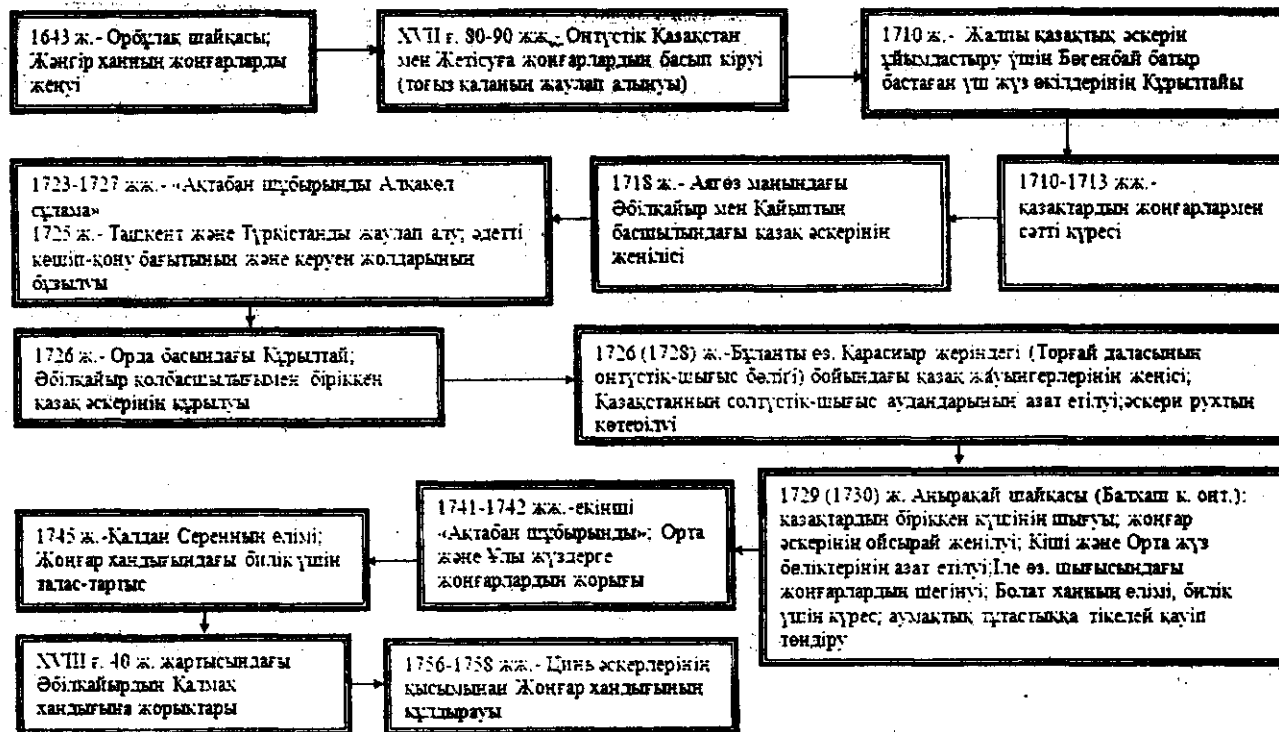 1643 ж.- Орбұлақ шайқасы;
Жәңгір ханның жоңғарларды
жеңуі
XVII ғ. 80-90 жж.- Онтүстік Қазақстан
мен Жетісуға жоңғарлардың басып кіруі
(тоғыз қаланың жаулап алынуы)
1710 ж.- Жалпы қазақтық әскерін
ұйымдастыру үшін Бөгенбай батыр
бастаған үш жүз өкілдерінің Құрылтайы
1710-1713 жж.-
қазақтардың жоңғарлармен
сәтті күресі
1718 ж.- Аягөз маңындағы
Әбілқайыр мен Қайыптың
басшылындағы қазақ әскерінің
жеңілісі
1723-1727 жж.- «Ақтабан шұбырынды Алқакөл
сұлама»
1725 ж.- Ташкент және Түркістанды жаулап алу; әдетті
көшіп-қону бағытының және керуен жолдарының
бұзылуы
1726 ж.- Орда басындағы Құрылтай;
Әбілқайыр қолбасшылығымен біріккен
қазақ әскерінің құрылуы
1726 (1728) ж.-Бұланты өз. Қарасиыр жеріндегі (Торғай даласының
оңтүстік-шығыс бөлігі) бойындағы қазақ жауынгерлерінің жеңісі;
Қазақстанның солтүстік-шығыс аудандарының азат етілуі;әскери рухтың
көтерілуі
1729 (1730) ж. Аңырақай шайқасы (Балхаш к. оңт.):
қазақтардың біріккен күшінің шығуы; жоңғар
әскерінің ойсырай жеңілуі; Кіші және Орта жүз
бөліктерінің азат етілуі;Іле өз. шығысындағы
жоңғарлардың шегінуі; Болат ханның өлімі, билік
үшін күрес; аумақтық тұтастыққа тікелей қауіп
төндіру
1741-1742 жж.-екінші
«Ақтабан шұбырынды»; Орта
және Ұлы жүздерге
жоңғарлардың жорығы
1745 ж.-Қалдан Сереннің өлімі;
Жоңғар хандығындағы билік үшін
талас-тартыс
XVIII ғ. 40 ж. жартысындағы
Әбілқайырдың Қалмақ
хандығына жорықтары
1756-1758 жж.- Цинь әскерлерінің
қысымынан Жоңғар хандығының
құлдырауы